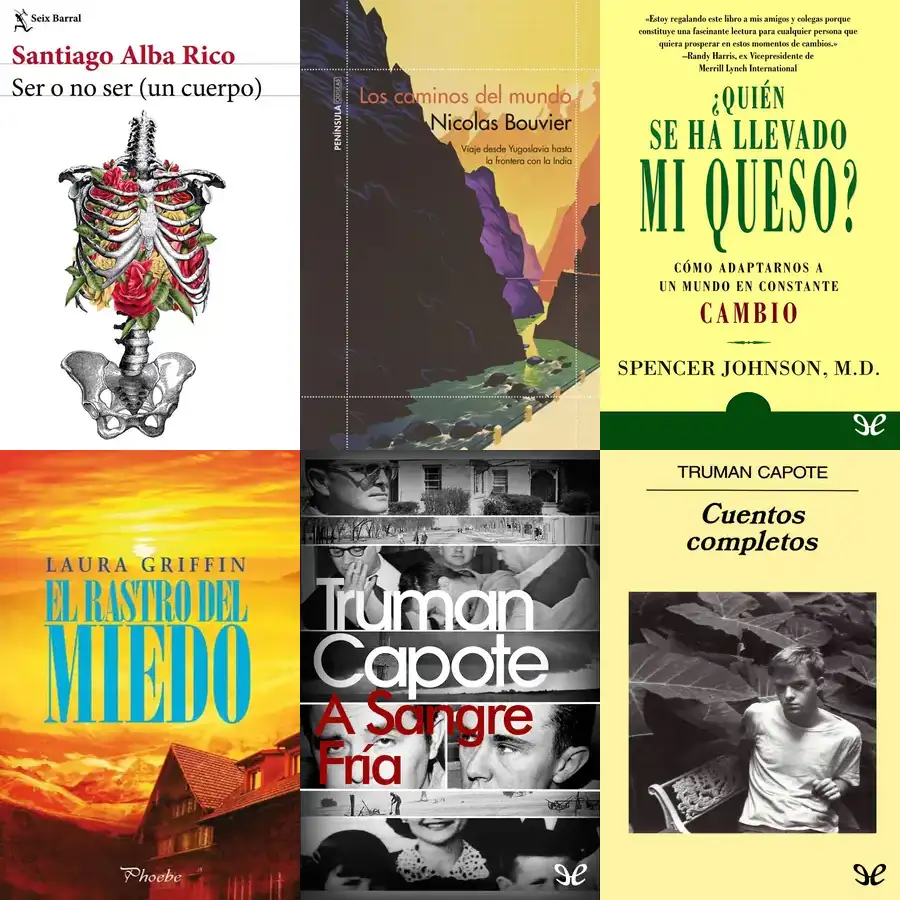 Seix Barral
Santiago Alba Rico
Ser o no ser (un cuerpo)
PENÍNSULA ODISEAS
Los caminos del mundo
Nicolas Bouvier
Viaje desde Yugoslavia hasta
la frontera con la India
«Estoy regalando este libro a mis amigos y colegas porque
constituye una fascinante lectura para cualquier persona que
quiera prosperar en estos momentos de cambios.»
–Randy Harris, ex Vicepresidente de
Merrill Lynch International
¿QUIÉN
SE HA LLEVADO
MI QUESO?
CÓMO ADAPTARNOS A
UN MUNDO EN CONSTANTE
CAMBIO
SPENCER JOHNSON, M.D.
LAURA GRIFFIN
EL RASTRO DEL
MIEDO
Phoebe
Truman
Capote
A Sangre
Fría
TRUMAN CAPOTE
Cuentos
completos